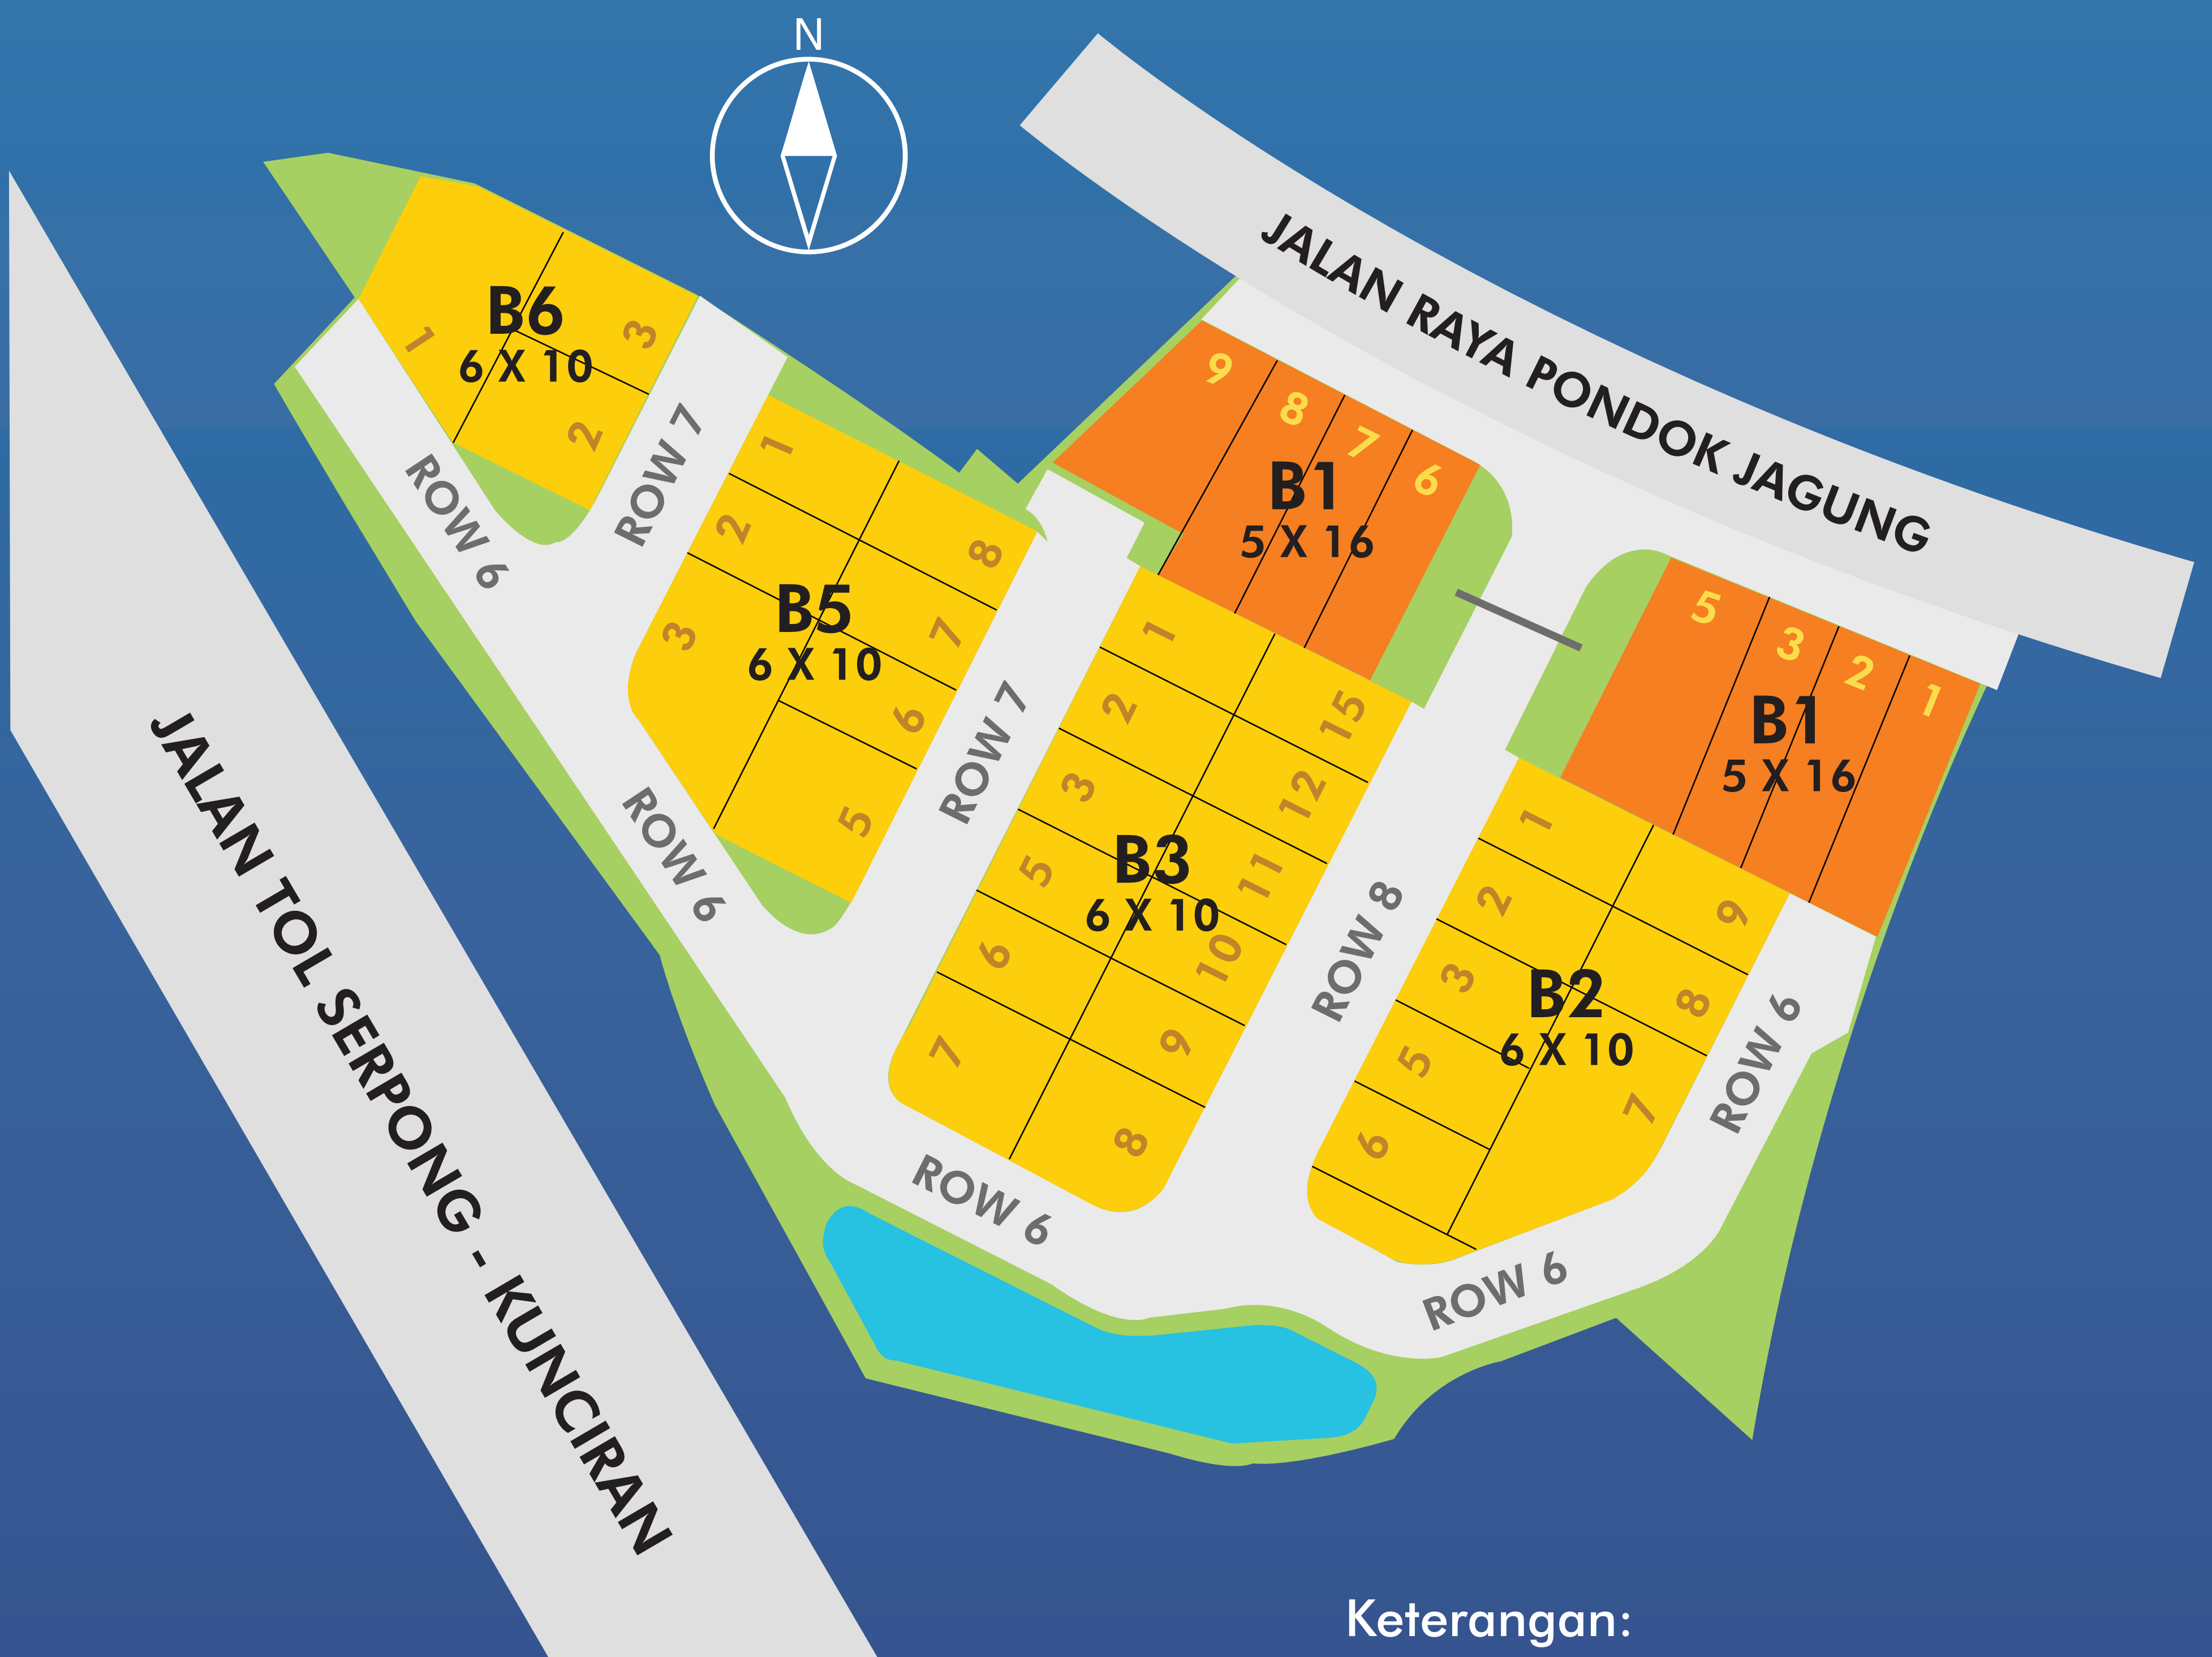 N
JALAN RAYA PONDOK JAGUNG
B6
6 X 10
1
3
2
ROW 6
ROW 7
B5
6 X 10
1
2
3
8
7
6
5
ROW 6
ROW 7
B1
5 X 16
9
8
7
6
B1
5 X 16
5
3
2
1
B3
6 X 10
1
2
3
5
6
7
15
12
11
10
9
8
ROW 8
B2
6 X 10
1
2
3
5
6
9
8
7
ROW 6
ROW 6
ROW 6
JALAN TOL SERPONG - KUNCIRAN
Keterangan: